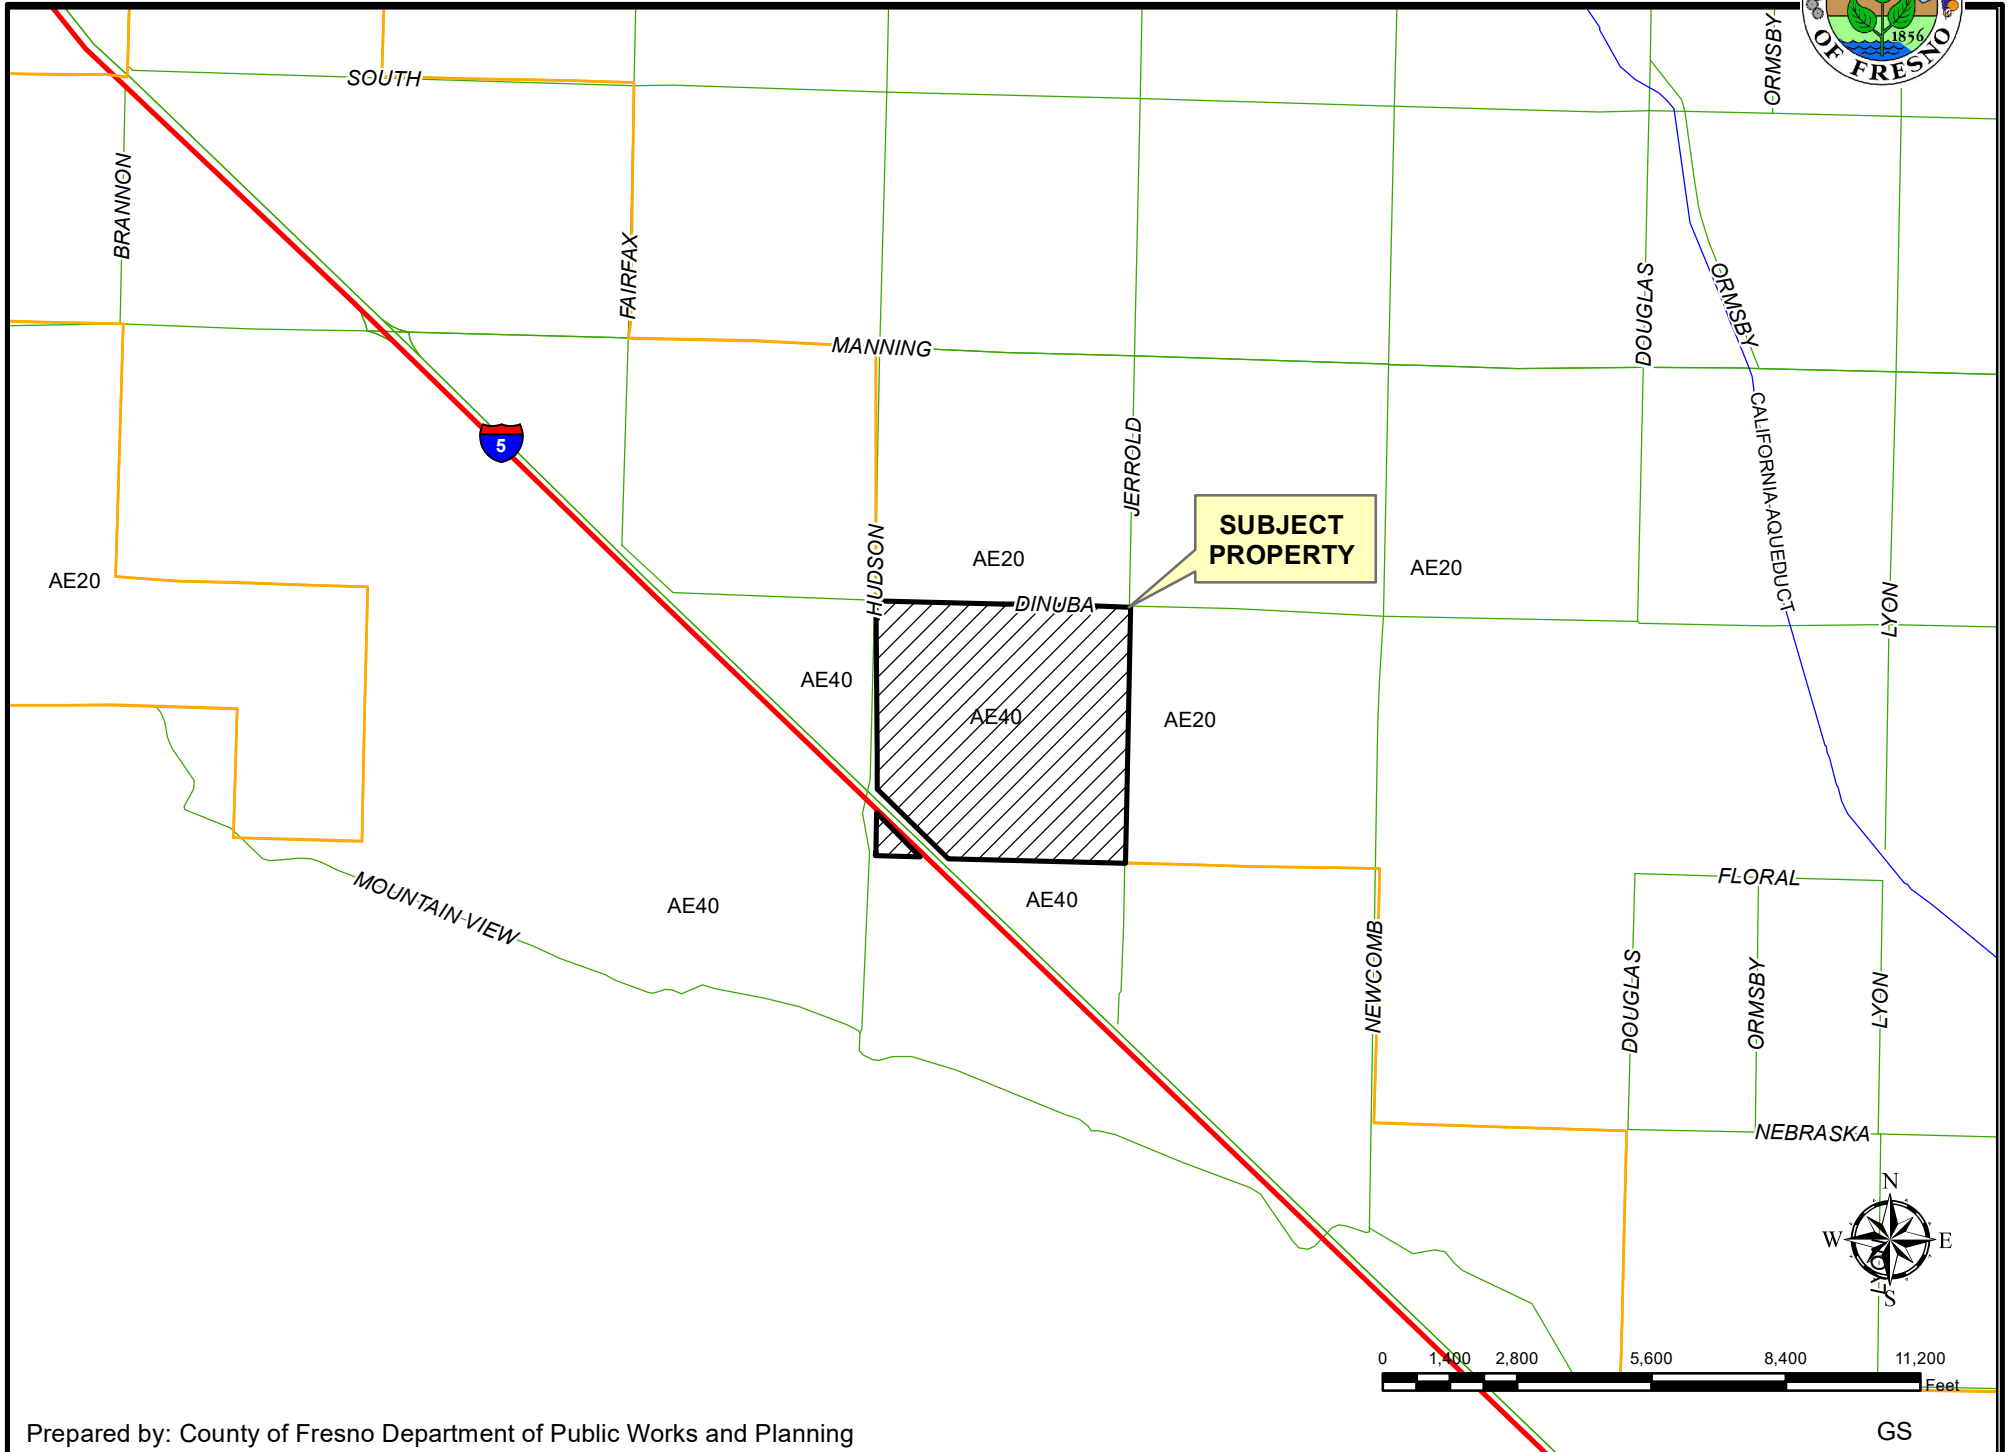 ORMSBY
1856
OF FRESNO
SOUTH
BRANNON
FAIRFAX
MANNING
DOUGLAS
ORMSBY
5
JERROLD
CALIFORNIA AQUEDUCT
SUBJECT
PROPERTY
HUDSON
AE20
AE20
AE20
DINUBA
LYON
AE40
AE40
AE20
MOUNTAIN VIEW
AE40
AE40
FLORAL
NEWCOMB
DOUGLAS
ORMSBY
LYON
NEBRASKA
N
W
E
S
0 1,400 2,800 5,600 8,400 11,200
Feet
Prepared by: County of Fresno Department of Public Works and Planning
GS